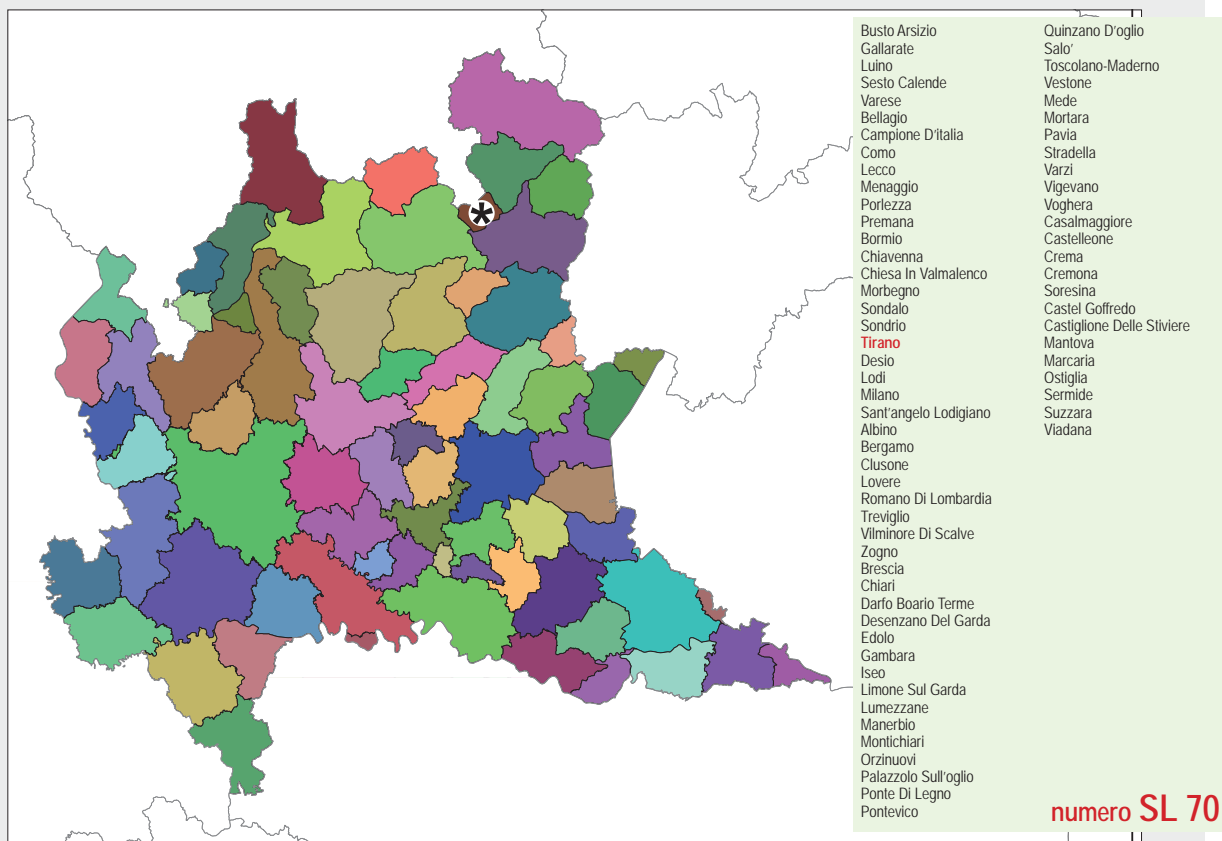 Busto Arsizio
Gallarate
Luino
Sesto Calende
Varese
Bellagio
Campione D'italia
Como
Lecco
Menaggio
Porlezza
Premana
Bormio
Chiavenna
Chiesa In Valmalenco
Morbegno
Sondalo
Sondrio
Tirano
Desio
Lodi
Milano
Sant'angelo Lodigiano
Albino
Bergamo
Clusone
Lovere
Romano Di Lombardia
Treviglio
Vilminore Di Scalve
Zogno
Brescia
Chiari
Darfo Boario Terme
Desenzano Del Garda
Edolo
Gambara
Iseo
Limone Sul Garda
Lumezzane
Manerbio
Montichiari
Orzinuovi
Palazzolo Sull'oglio
Ponte Di Legno
Pontevico
Quinzano D'oglio
Salo'
Toscolano-Maderno
Vestone
Mede
Mortara
Pavia
Stradella
Varzi
Vigevano
Voghera
Casalmaggiore
Castelleone
Crema
Cremona
Soresina
Castel Goffredo
Castiglione Delle Stiviere
Mantova
Marcaria
Ostiglia
Sermide
Suzzara
Viadana
numero SL 70